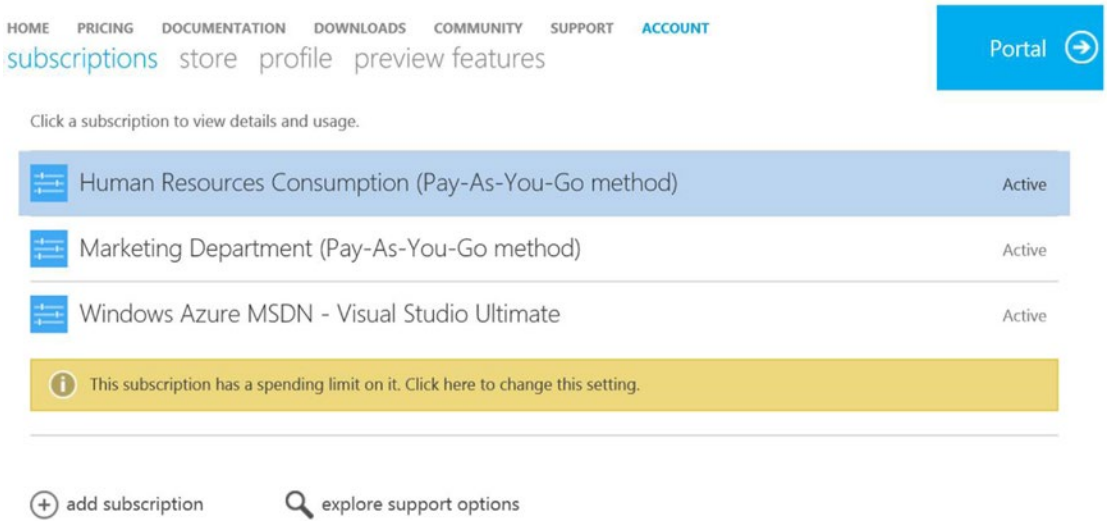 HOME PRICING DOCUMENTATION DOWNLOADS COMMUNITY SUPPORT ACCOUNT
subscriptions store profile preview features
Portal
Click a subscription to view details and usage.
Human Resources Consumption (Pay-As-You-Go method) Active
Marketing Department (Pay-As-You-Go method) Active
Windows Azure MSDN - Visual Studio Ultimate Active
This subscription has a spending limit on it. Click here to change this setting.
add subscription explore support options